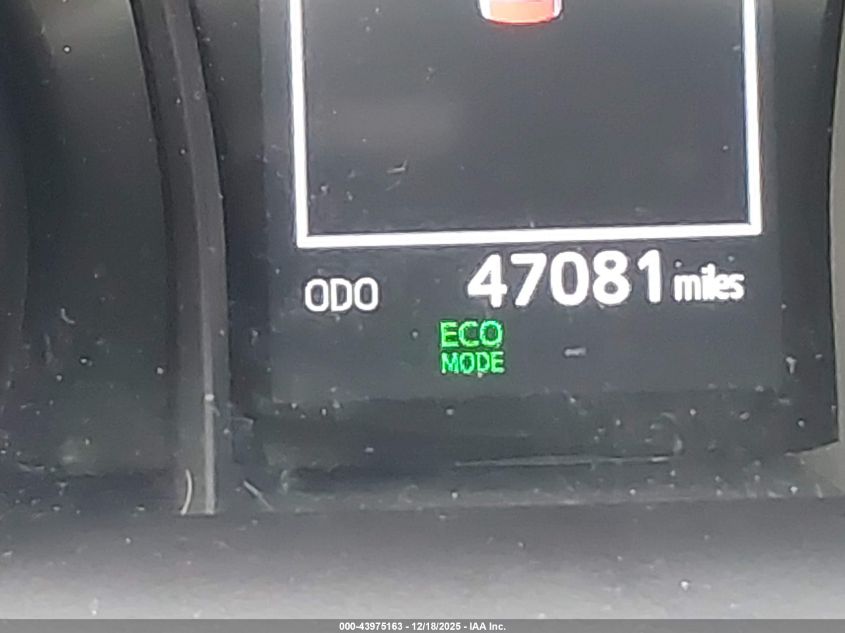 ODO 47081 miles
ECO
MODE
000-43975163 - 12/18/2025 - IAA Inc.